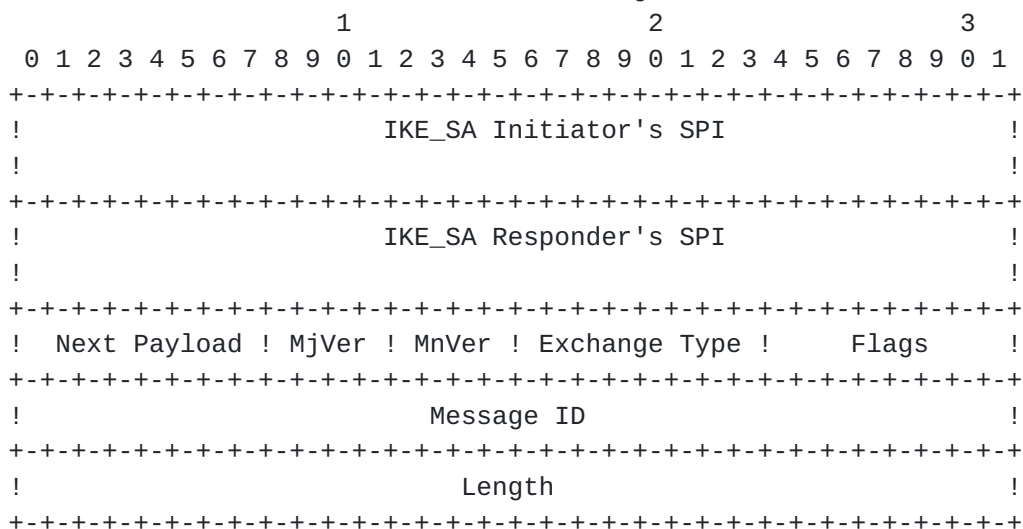 1                   2                   3
 0 1 2 3 4 5 6 7 8 9 0 1 2 3 4 5 6 7 8 9 0 1 2 3 4 5 6 7 8 9 0 1
+-+-+-+-+-+-+-+-+-+-+-+-+-+-+-+-+-+-+-+-+-+-+-+-+-+-+-+-+-+-+-+-+
!                       IKE_SA Initiator's SPI                  !
!                                                               !
+-+-+-+-+-+-+-+-+-+-+-+-+-+-+-+-+-+-+-+-+-+-+-+-+-+-+-+-+-+-+-+-+
!                       IKE_SA Responder's SPI                  !
!                                                               !
+-+-+-+-+-+-+-+-+-+-+-+-+-+-+-+-+-+-+-+-+-+-+-+-+-+-+-+-+-+-+-+-+
!  Next Payload ! MjVer ! MnVer ! Exchange Type !     Flags     !
+-+-+-+-+-+-+-+-+-+-+-+-+-+-+-+-+-+-+-+-+-+-+-+-+-+-+-+-+-+-+-+-+
!                          Message ID                           !
+-+-+-+-+-+-+-+-+-+-+-+-+-+-+-+-+-+-+-+-+-+-+-+-+-+-+-+-+-+-+-+-+
!                            Length                             !
+-+-+-+-+-+-+-+-+-+-+-+-+-+-+-+-+-+-+-+-+-+-+-+-+-+-+-+-+-+-+-+-+